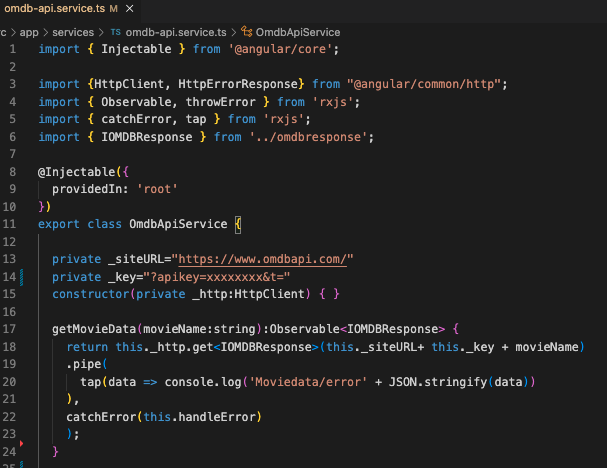 omdb-api.service.ts M ×
rc > app > services > TS omdb-api.service.ts > OmdbApiService
1 import { Injectable } from '@angular/core';
2
3 import {HttpClient, HttpErrorResponse} from "@angular/common/http";
4 import { Observable, throwError } from 'rxjs';
5 import { catchError, tap } from 'rxjs';
6 import { IOMDBResponse } from '../omdbresponse';
7
8 @Injectable({
9   providedIn: 'root'
10 })
11 export class OmdbApiService {
12
13   private _siteURL="https://www.omdbapi.com/"
14   private _key="?apikey=xxxxxxxx&t="
15   constructor(private _http:HttpClient) { }
16
17   getMovieData(movieName:string):Observable<IOMDBResponse> {
18     return this._http.get<IOMDBResponse>(this._siteURL+ this._key + movieName)
19     .pipe(
20       tap(data => console.log('Moviedata/error' + JSON.stringify(data))
21     ),
22     catchError(this.handleError)
23     );
24   }